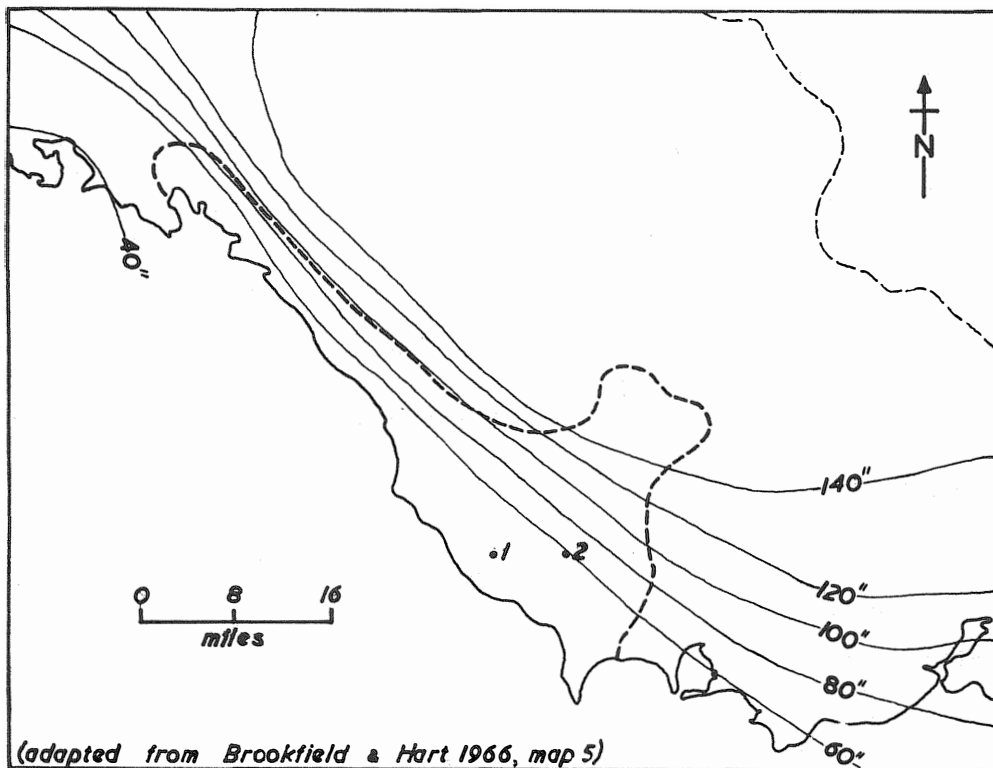 N
40"
140"
1
2
120"
0 8 16
miles
100"
80"
60"
(adapted from Brookfield & Hart 1966, map 5)